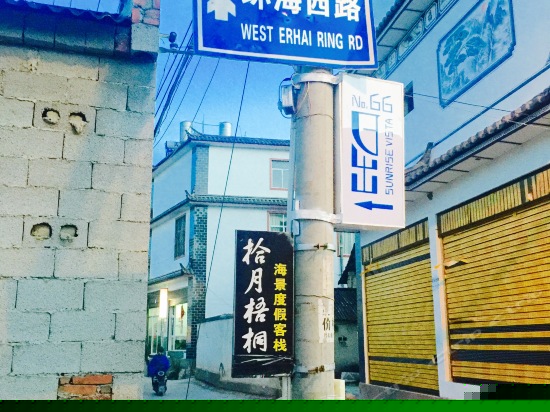 环海西路
WEST ERHAI RING RD
No.66
SUNRISE VISTA
拾月梧桐
海景度假客栈